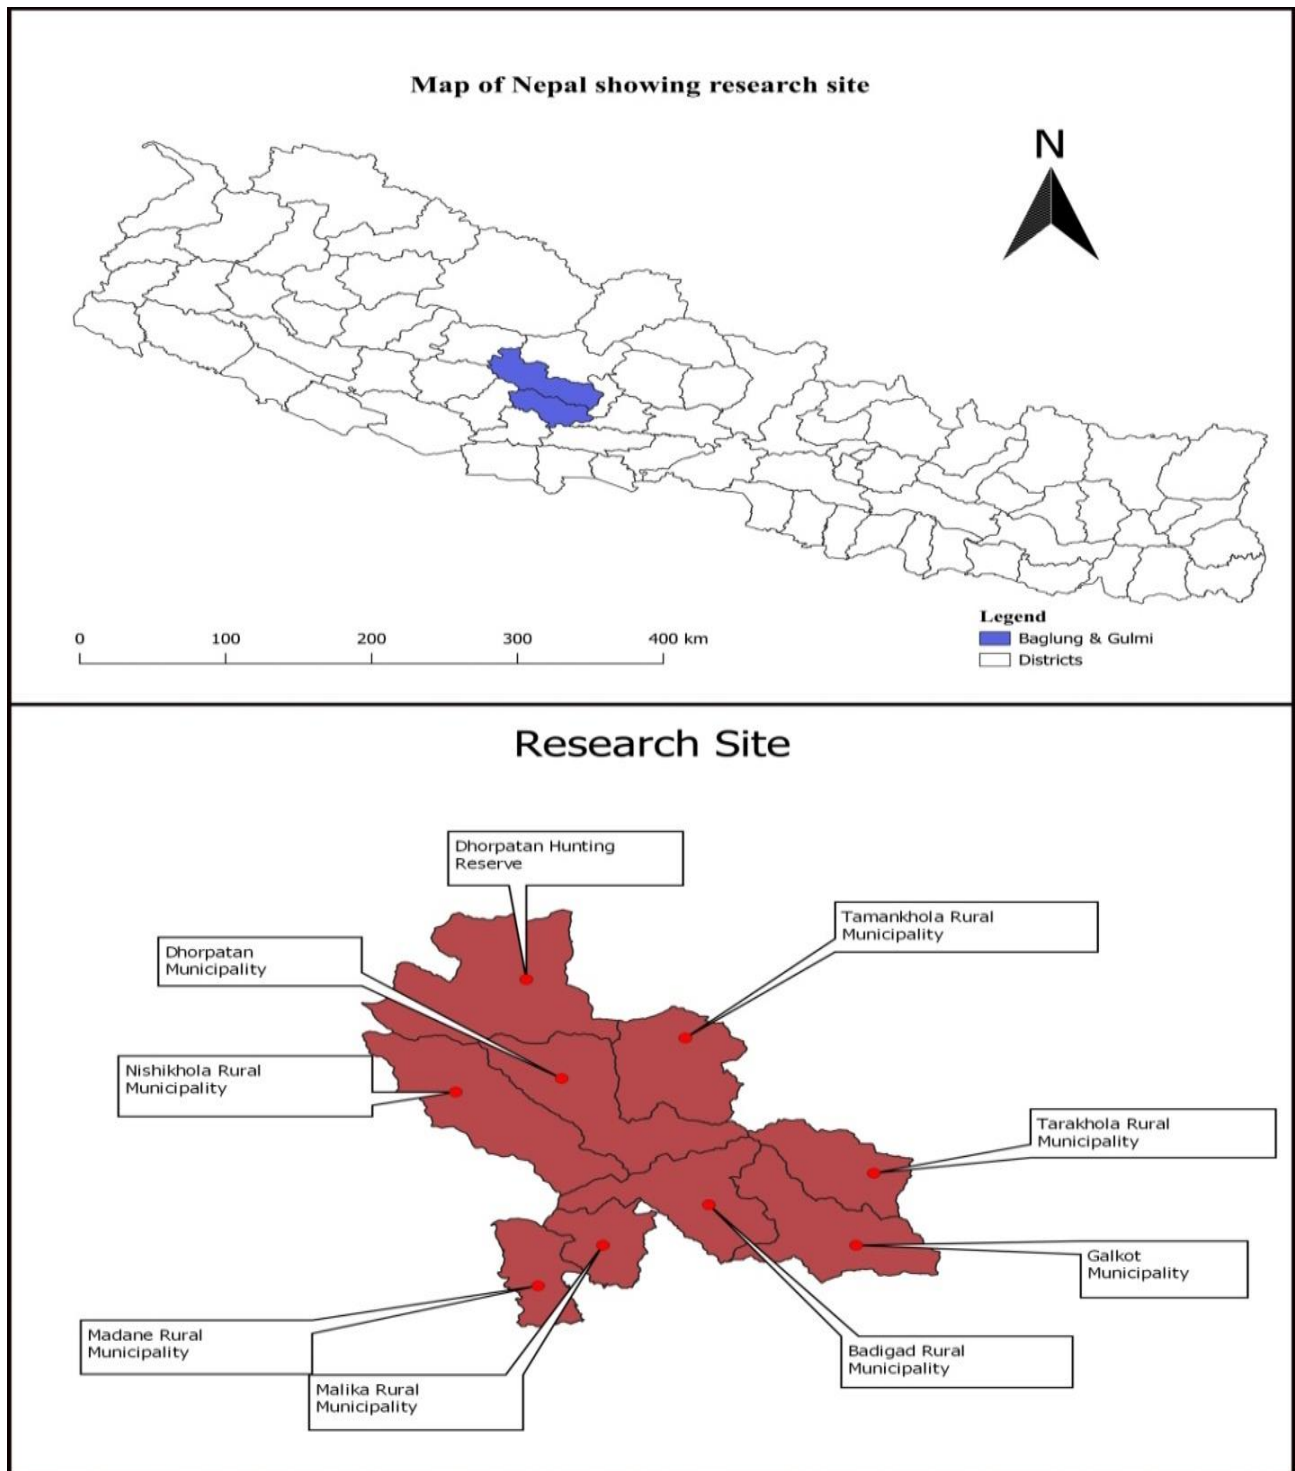 Map of Nepal showing research site
N
0 100 200 300 400 km
Legend
Baglung & Gulmi
Districts
Research Site
Dhorpatan Hunting
Reserve
Tamankhola Rural
Municipality
Dhorpatan
Municipality
Nishikhola Rural
Municipality
Tarakhola Rural
Municipality
Galkot
Municipality
Madane Rural
Municipality
Badigad Rural
Municipality
Malika Rural
Municipality